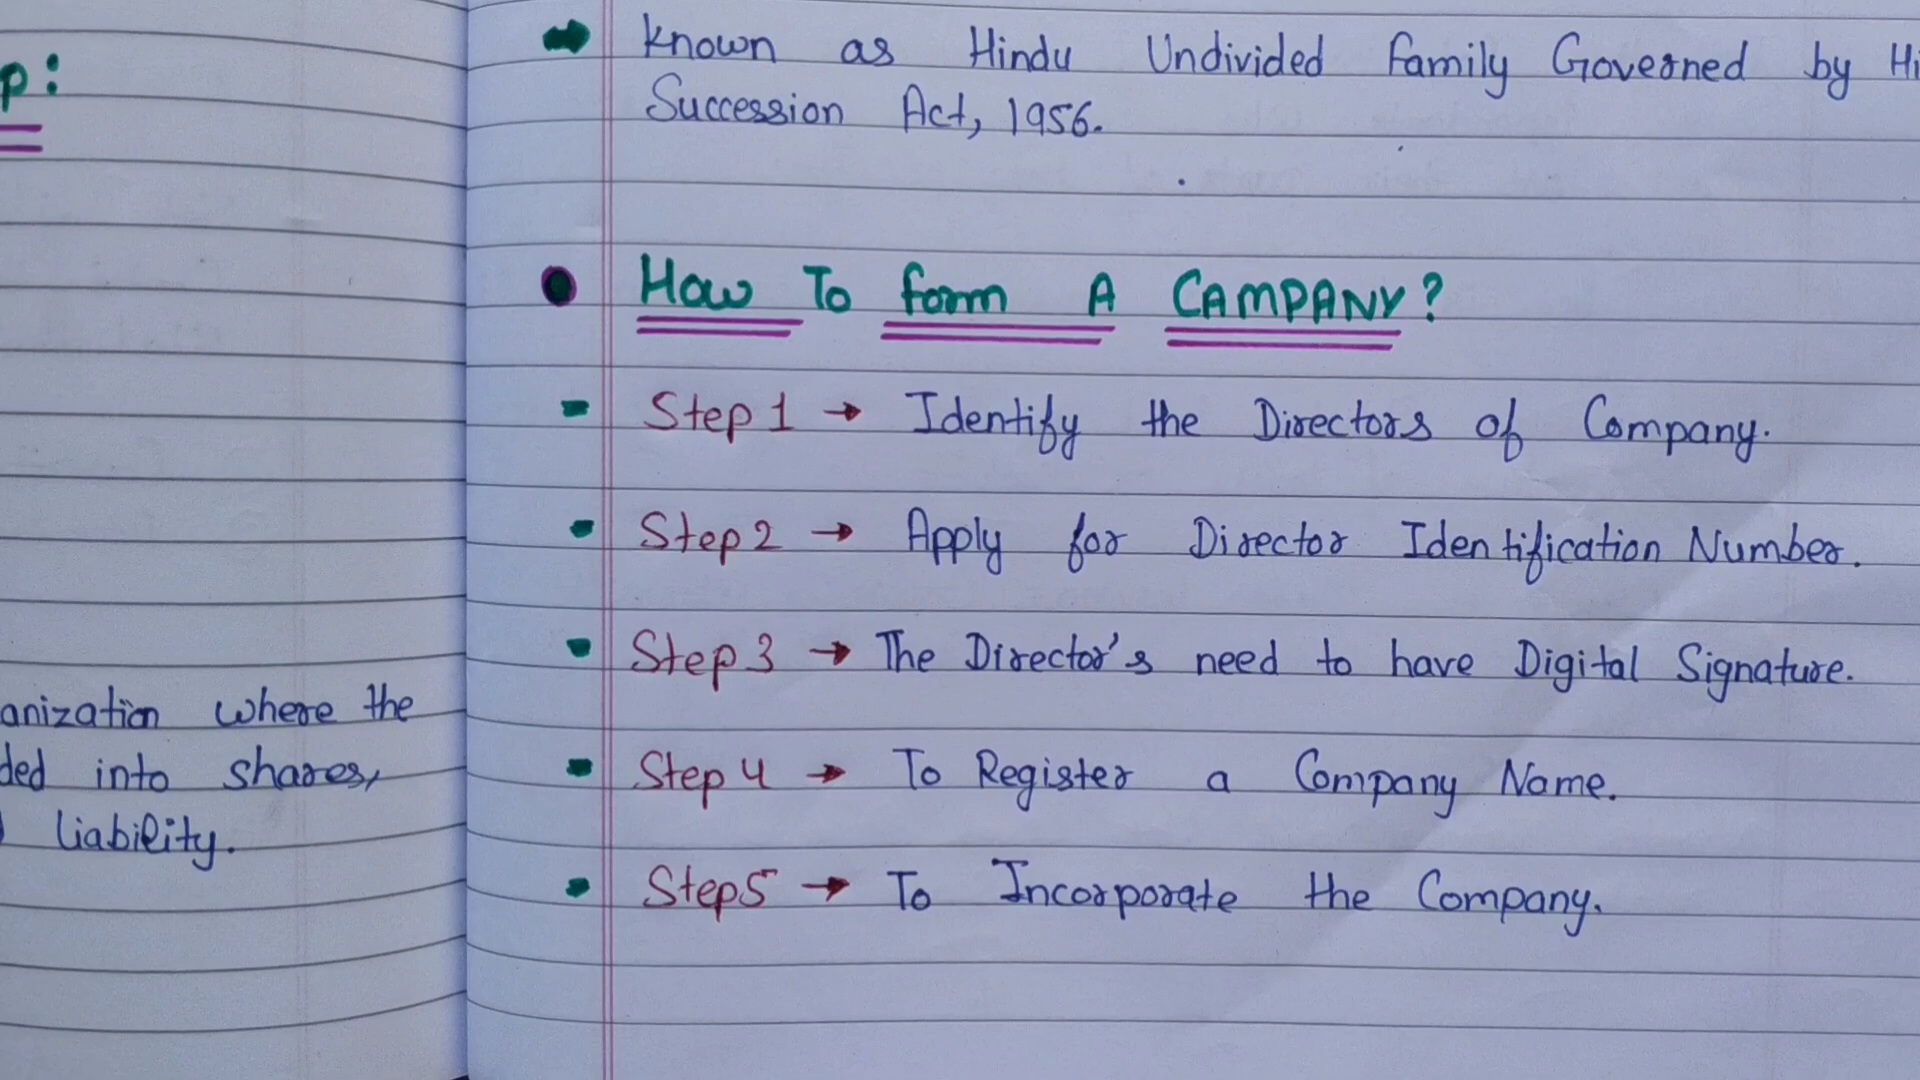 p:
anization where the
ded into shares,
liability.
known as Hindu Undivided family Governed by Hi
Succession Act, 1956.
How To form A CAMPANY?
Step 1 → Identify the Directors of Company.
Step 2 → Apply for Director Identification Number.
Step 3 → The Director's need to have Digital Signature.
Step 4 → To Register a Company Name.
Step 5 → To Incorporate the Company.